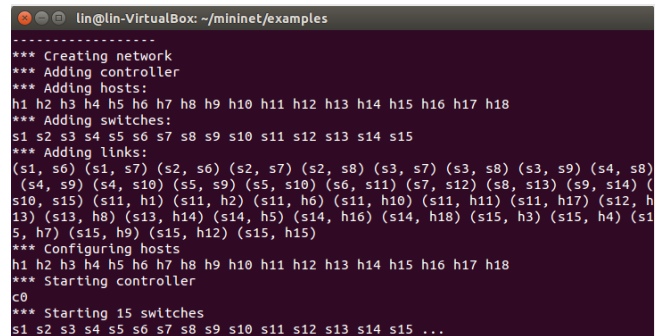 lin@lin-VirtualBox: ~/mininet/examples
------------------
*** Creating network
*** Adding controller
*** Adding hosts:
h1 h2 h3 h4 h5 h6 h7 h8 h9 h10 h11 h12 h13 h14 h15 h16 h17 h18
*** Adding switches:
s1 s2 s3 s4 s5 s6 s7 s8 s9 s10 s11 s12 s13 s14 s15
*** Adding links:
(s1, s6) (s1, s7) (s2, s6) (s2, s7) (s2, s8) (s3, s7) (s3, s8) (s3, s9) (s4, s8)
 (s4, s9) (s4, s10) (s5, s9) (s5, s10) (s6, s11) (s7, s12) (s8, s13) (s9, s14) (
s10, s15) (s11, h1) (s11, h2) (s11, h6) (s11, h10) (s11, h11) (s11, h17) (s12, h
13) (s13, h8) (s13, h14) (s14, h5) (s14, h16) (s14, h18) (s15, h3) (s15, h4) (s1
5, h7) (s15, h9) (s15, h12) (s15, h15)
*** Configuring hosts
h1 h2 h3 h4 h5 h6 h7 h8 h9 h10 h11 h12 h13 h14 h15 h16 h17 h18
*** Starting controller
c0
*** Starting 15 switches
s1 s2 s3 s4 s5 s6 s7 s8 s9 s10 s11 s12 s13 s14 s15 ...